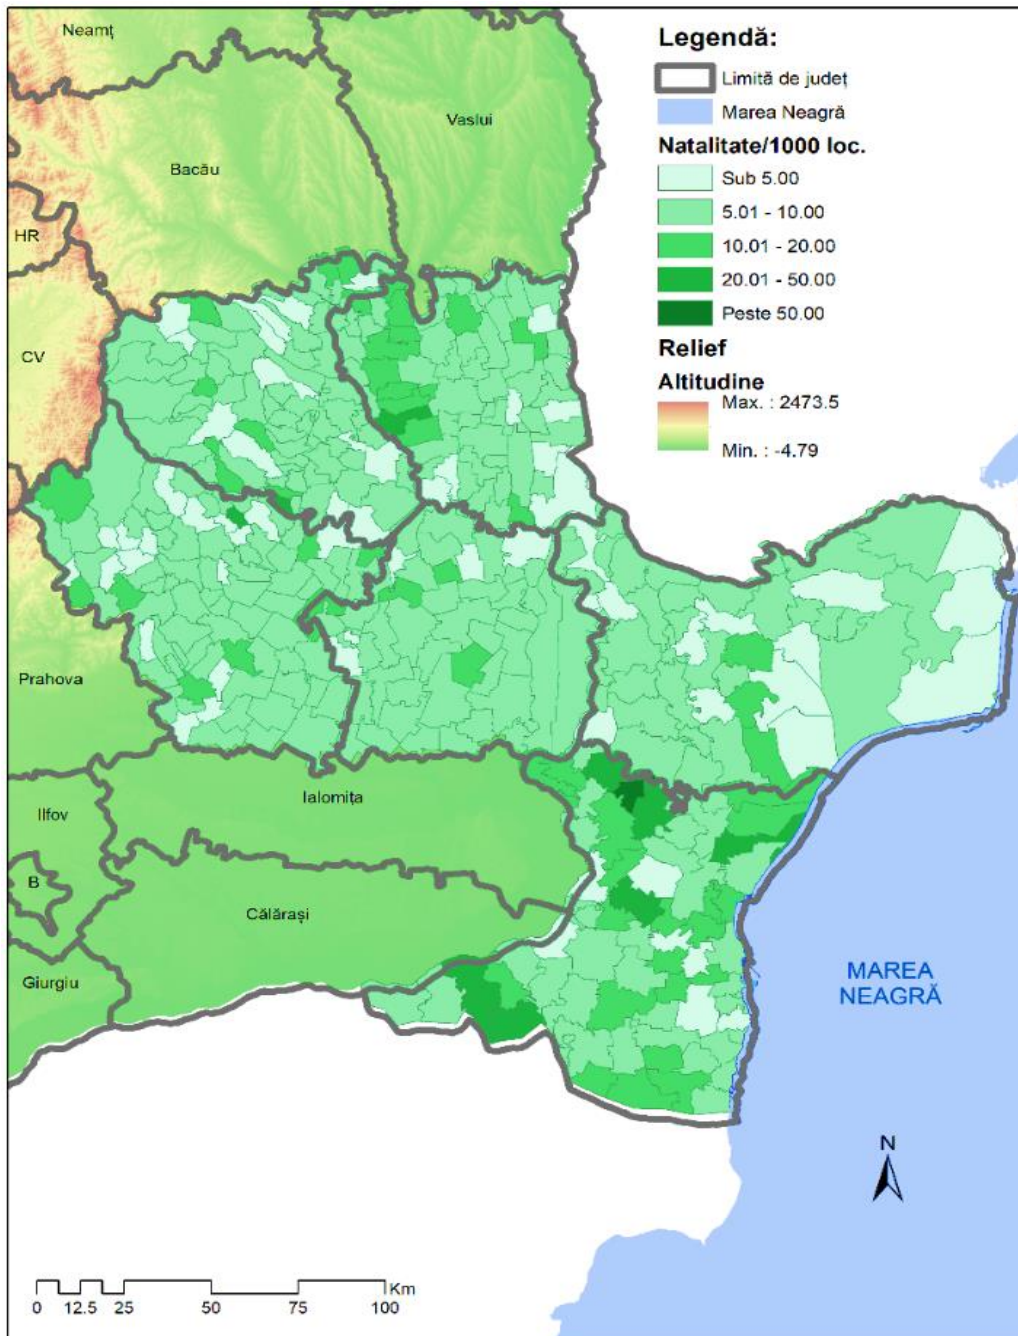 Neamț
Vaslui
Bacău
HR
CV
Prahova
Ilfov
B
Giurgiu
Ialomița
Călărași
Legendă:
Limită de județ
Marea Neagră
Natalitate/1000 loc.
Sub 5.00
5.01 - 10.00
10.01 - 20.00
20.01 - 50.00
Peste 50.00
Relief
Altitudine
Max. : 2473.5
Min. : -4.79
MAREA
NEAGRĂ
N
Km
0 12.5 25 50 75 100